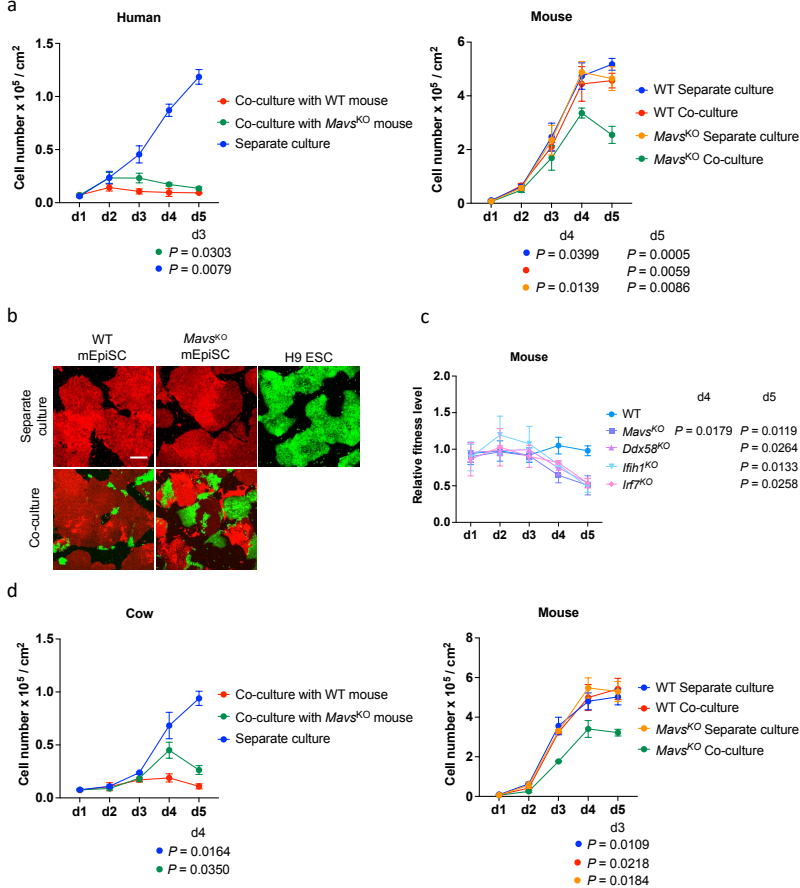 a
Human
Cell number x 10⁵ / cm²
1.5
1.0
0.5
0.0
d1 d2 d3 d4 d5
Co-culture with WT mouse
Co-culture with Mavsᴷᴼ mouse
Separate culture
d3
P = 0.0303
P = 0.0079
Mouse
Cell number x 10⁵ / cm²
6
4
2
0
d1 d2 d3 d4 d5
WT Separate culture
WT Co-culture
Mavsᴷᴼ Separate culture
Mavsᴷᴼ Co-culture
d4 d5
P = 0.0399 P = 0.0005
P = 0.0059
P = 0.0139 P = 0.0086
b
WT
mEpiSC
Mavsᴷᴼ
mEpiSC
H9 ESC
Separate
culture
Co-culture
c
Mouse
Relative fitness level
2.0
1.5
1.0
0.5
0.0
d1 d2 d3 d4 d5
d4 d5
WT
Mavsᴷᴼ P = 0.0179 P = 0.0119
Ddx58ᴷᴼ P = 0.0264
Ifih1ᴷᴼ P = 0.0133
Irf7ᴷᴼ P = 0.0258
d
Cow
Cell number x 10⁵ / cm²
1.5
1.0
0.5
0.0
d1 d2 d3 d4 d5
Co-culture with WT mouse
Co-culture with Mavsᴷᴼ mouse
Separate culture
d4
P = 0.0164
P = 0.0350
Mouse
Cell number x 10⁵ / cm²
8
6
4
2
0
d1 d2 d3 d4 d5
WT Separate culture
WT Co-culture
Mavsᴷᴼ Separate culture
Mavsᴷᴼ Co-culture
d3
P = 0.0109
P = 0.0218
P = 0.0184